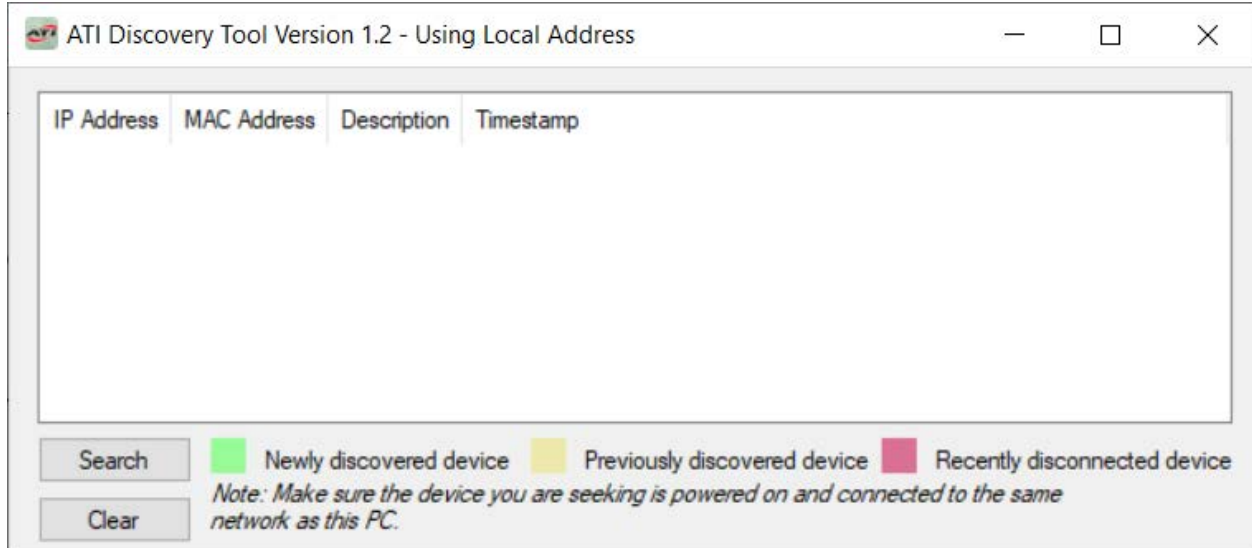 ATI ATI Discovery Tool Version 1.2 - Using Local Address
IP Address MAC Address Description Timestamp
Search Newly discovered device Previously discovered device Recently disconnected device
Clear Note: Make sure the device you are seeking is powered on and connected to the same
network as this PC.